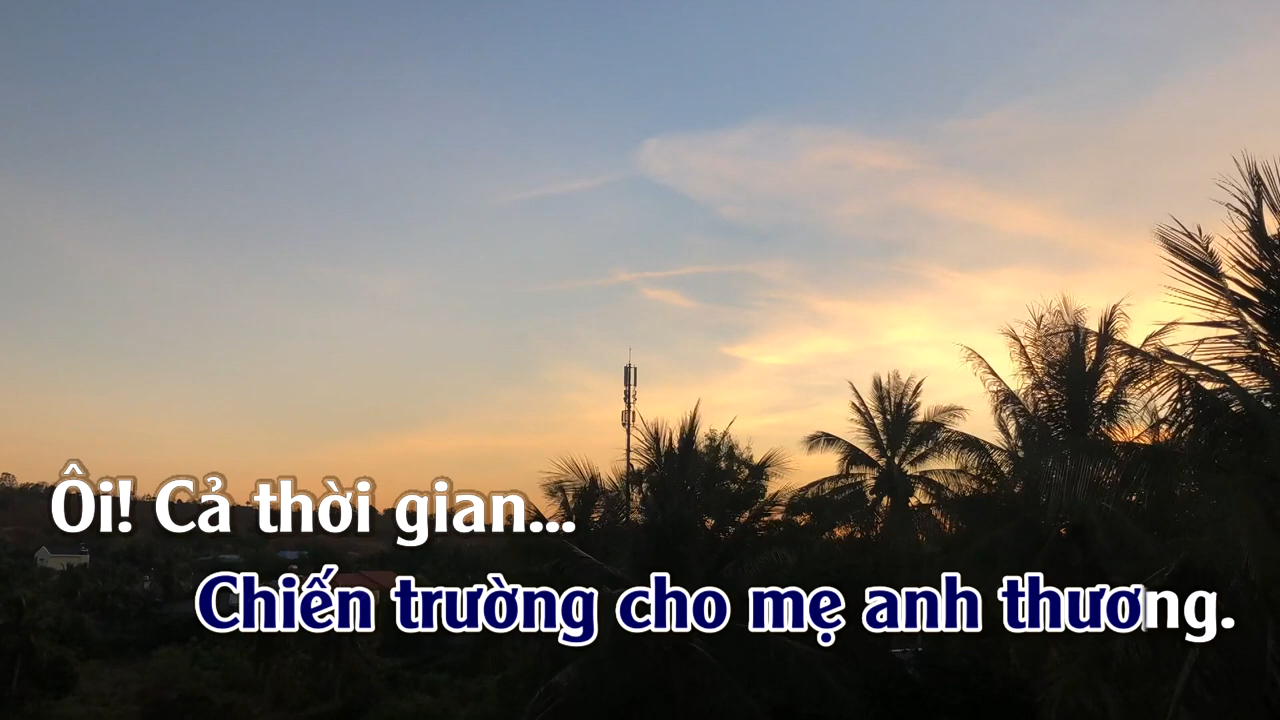 Ôi! Cả thời gian...
Chiến trường cho mẹ anh thương.